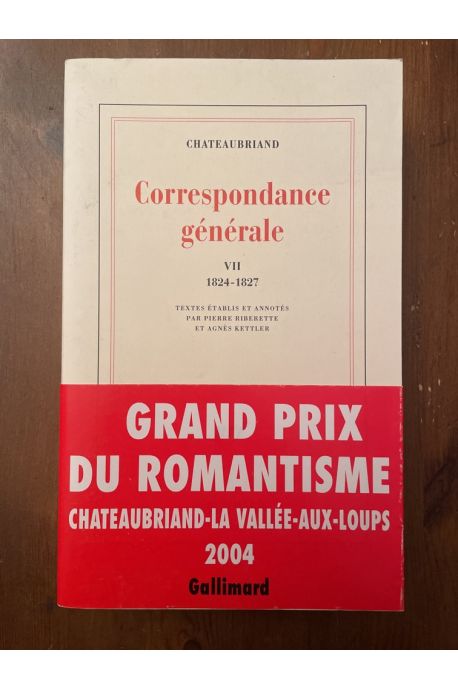 CHATEAUBRIAND
Correspondance
générale
VII
1824-1827
TEXTES ÉTABLIS ET ANNOTÉS
PAR PIERRE RIBERETTE
ET AGNÈS KETTLER
GRAND PRIX
DU ROMANTISME
CHATEAUBRIAND-LA VALLÉE-AUX-LOUPS
2004
Gallimard